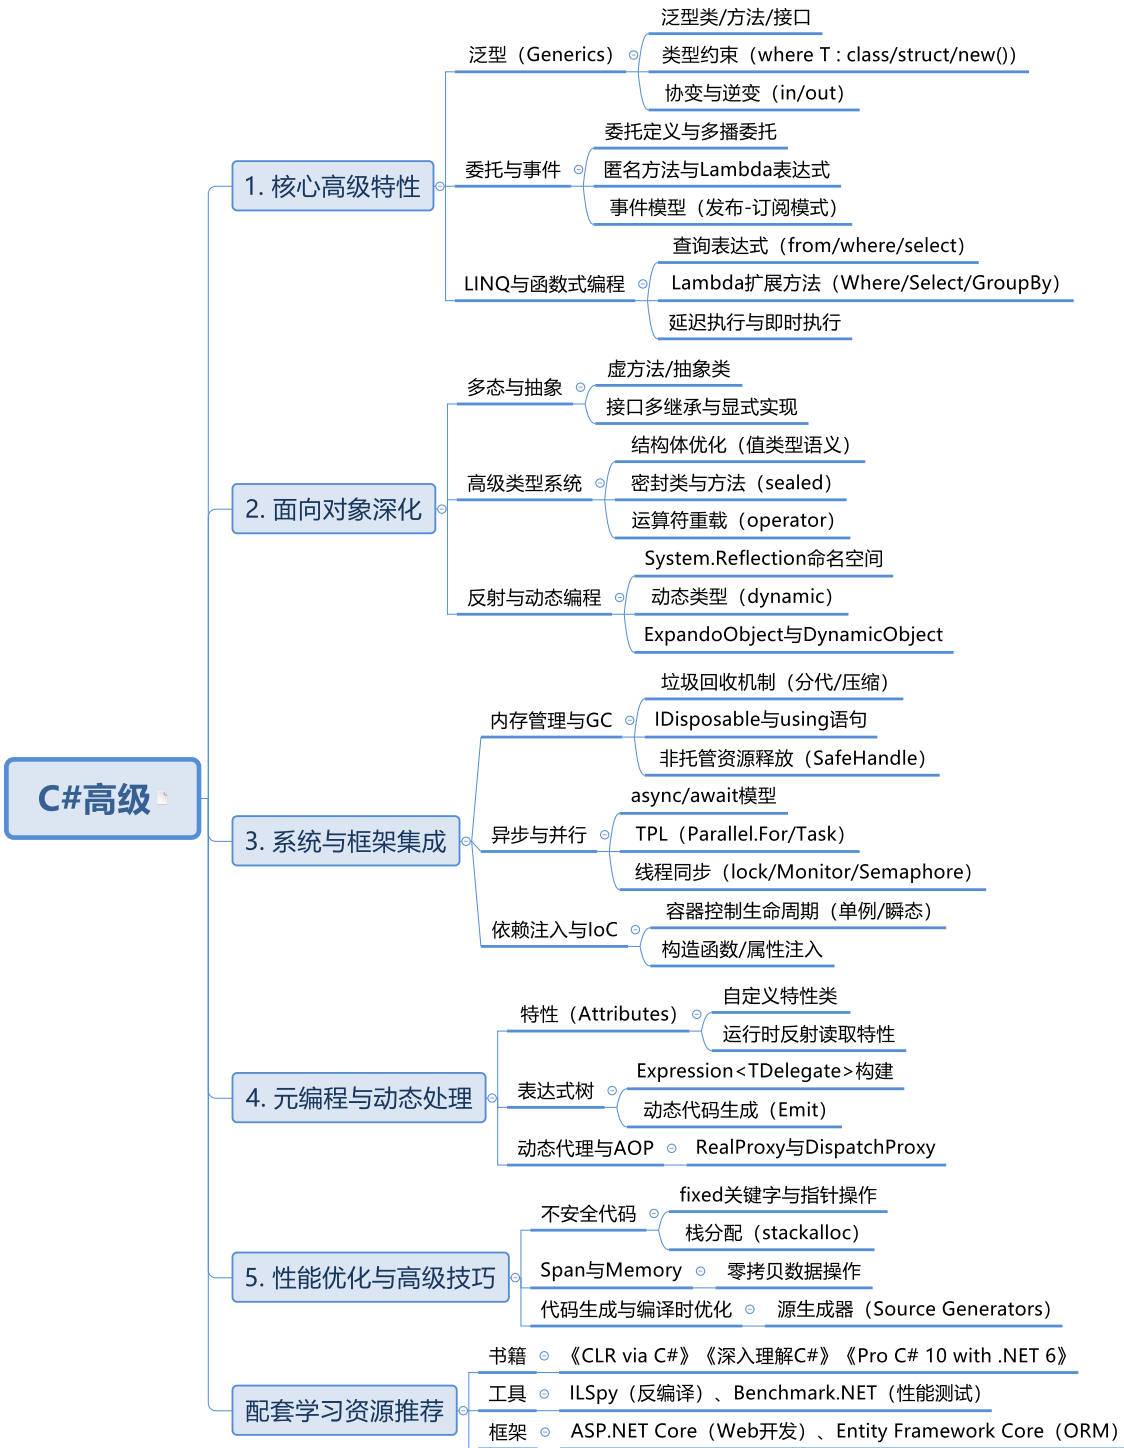 C#高级
1. 核心高级特性
泛型（Generics）
泛型类/方法/接口
类型约束（where T : class/struct/new()）
协变与逆变（in/out）
委托与事件
委托定义与多播委托
匿名方法与Lambda表达式
事件模型（发布-订阅模式）
LINQ与函数式编程
查询表达式（from/where/select）
Lambda扩展方法（Where/Select/GroupBy）
延迟执行与即时执行
2. 面向对象深化
多态与抽象
虚方法/抽象类
接口多继承与显式实现
高级类型系统
结构体优化（值类型语义）
密封类与方法（sealed）
运算符重载（operator）
反射与动态编程
System.Reflection命名空间
动态类型（dynamic）
ExpandoObject与DynamicObject
3. 系统与框架集成
内存管理与GC
垃圾回收机制（分代/压缩）
IDisposable与using语句
非托管资源释放（SafeHandle）
异步与并行
async/await模型
TPL（Parallel.For/Task）
线程同步（lock/Monitor/Semaphore）
依赖注入与IoC
容器控制生命周期（单例/瞬态）
构造函数/属性注入
4. 元编程与动态处理
特性（Attributes）
自定义特性类
运行时反射读取特性
表达式树
Expression<TDelegate>构建
动态代码生成（Emit）
动态代理与AOP
RealProxy与DispatchProxy
5. 性能优化与高级技巧
不安全代码
fixed关键字与指针操作
栈分配（stackalloc）
Span与Memory
零拷贝数据操作
代码生成与编译时优化
源生成器（Source Generators）
配套学习资源推荐
书籍
《CLR via C#》《深入理解C#》《Pro C# 10 with .NET 6》
工具
ILSpy（反编译）、Benchmark.NET（性能测试）
框架
ASP.NET Core（Web开发）、Entity Framework Core（ORM）